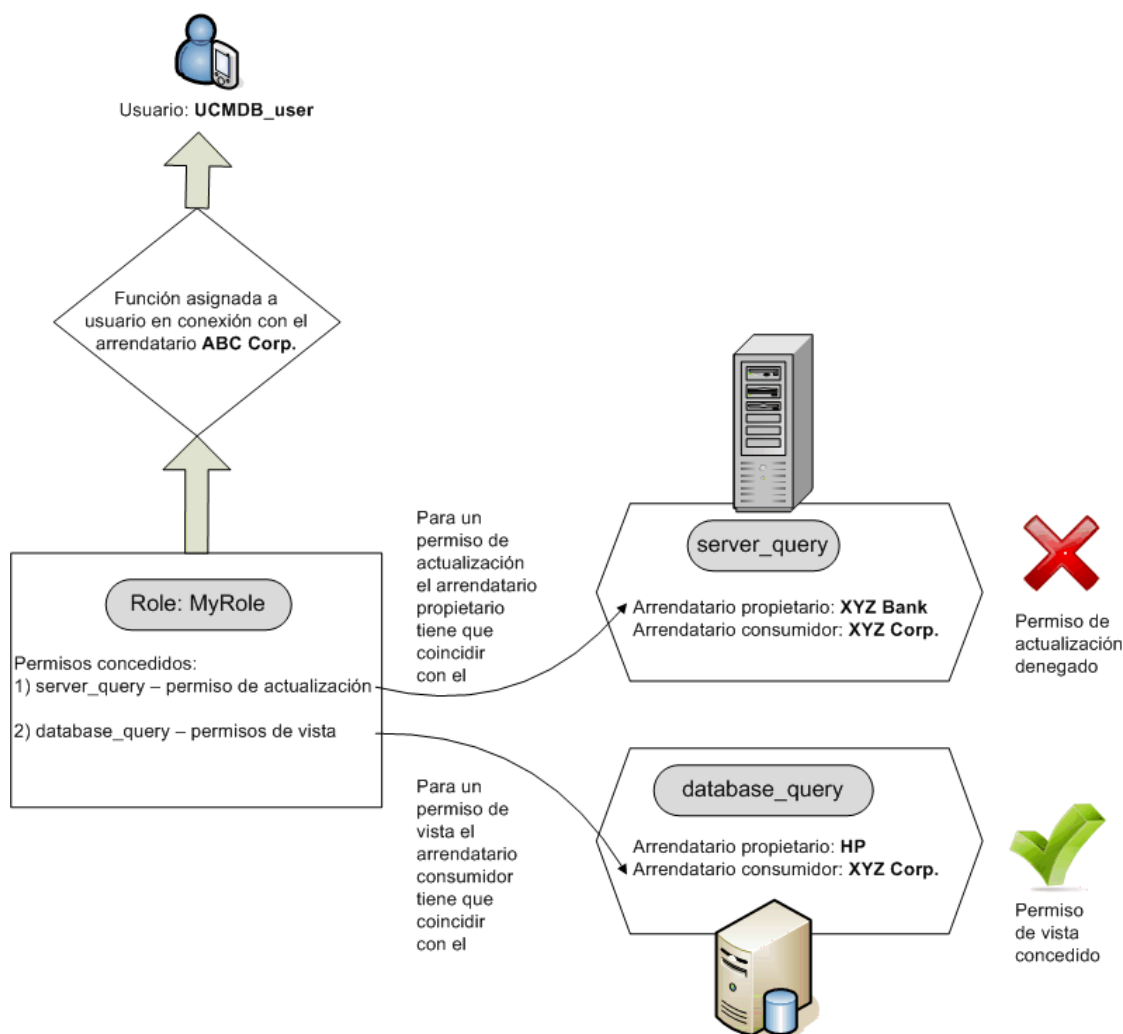 Usuario: UCMDB_user
Función asignada a
usuario en conexión con el
arrendatario ABC Corp.
Role: MyRole
Permisos concedidos:
1) server_query – permiso de actualización
2) database_query – permisos de vista
Para un
permiso de
actualización
el arrendatario
propietario
tiene que
coincidir
con el
server_query
Arrendatario propietario: XYZ Bank
Arrendatario consumidor: XYZ Corp.
Permiso de
actualización
denegado
Para un
permiso de
vista el
arrendatario
consumidor
tiene que
coincidir
con el
database_query
Arrendatario propietario: HP
Arrendatario consumidor: XYZ Corp.
Permiso
de vista
concedido